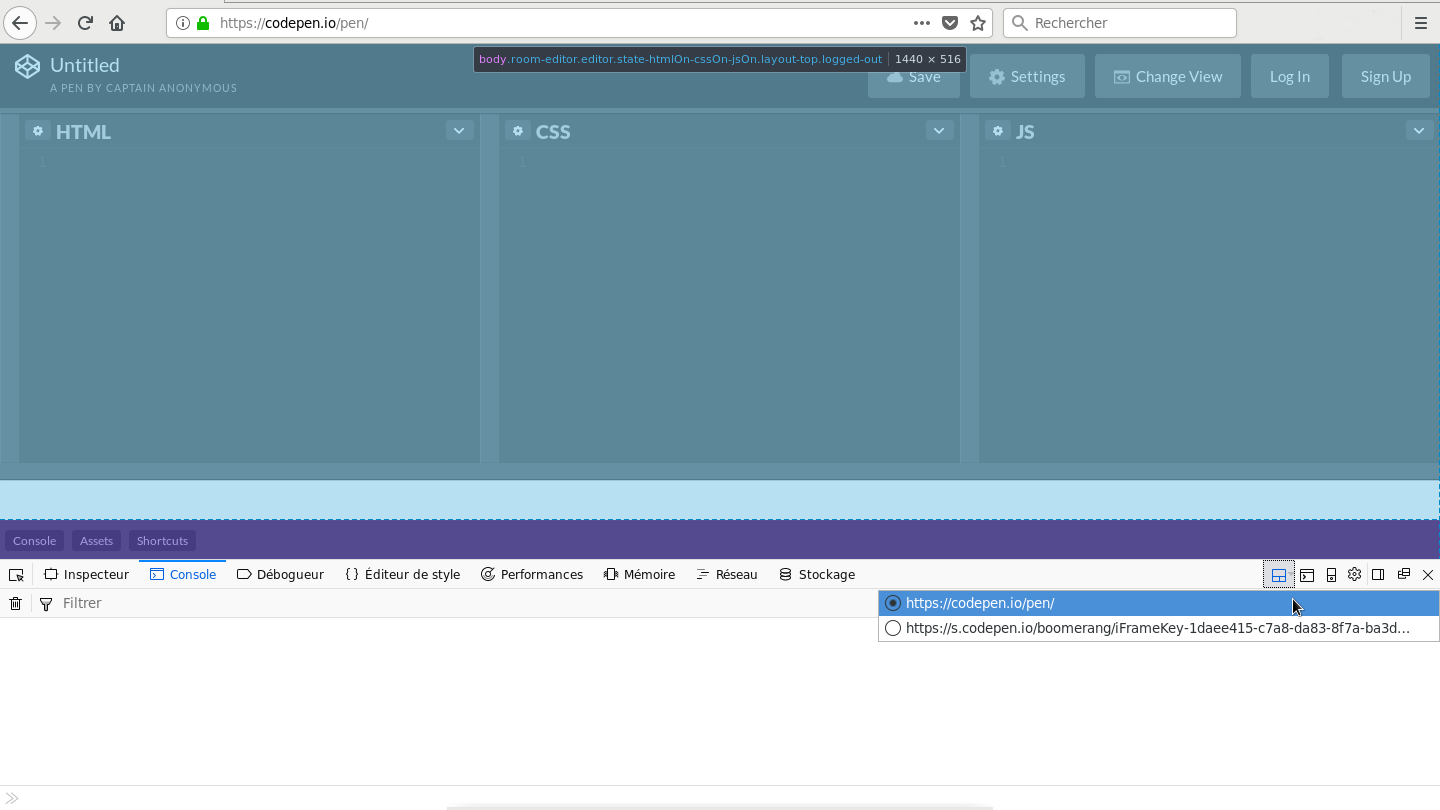 https://codepen.io/pen/
Rechercher
body.room-editor.editor.state-htmlOn-cssOn-jsOn.layout-top.logged-out 1440 × 516
Untitled
A PEN BY CAPTAIN ANONYMOUS
Save
Settings
Change View
Log In
Sign Up
HTML
CSS
JS
1
1
1
Console
Assets
Shortcuts
Inspecteur
Console
Débogueur
Éditeur de style
Performances
Mémoire
Réseau
Stockage
Filtrer
https://codepen.io/pen/
https://s.codepen.io/boomerang/iFrameKey-1daee415-c7a8-da83-8f7a-ba3d…